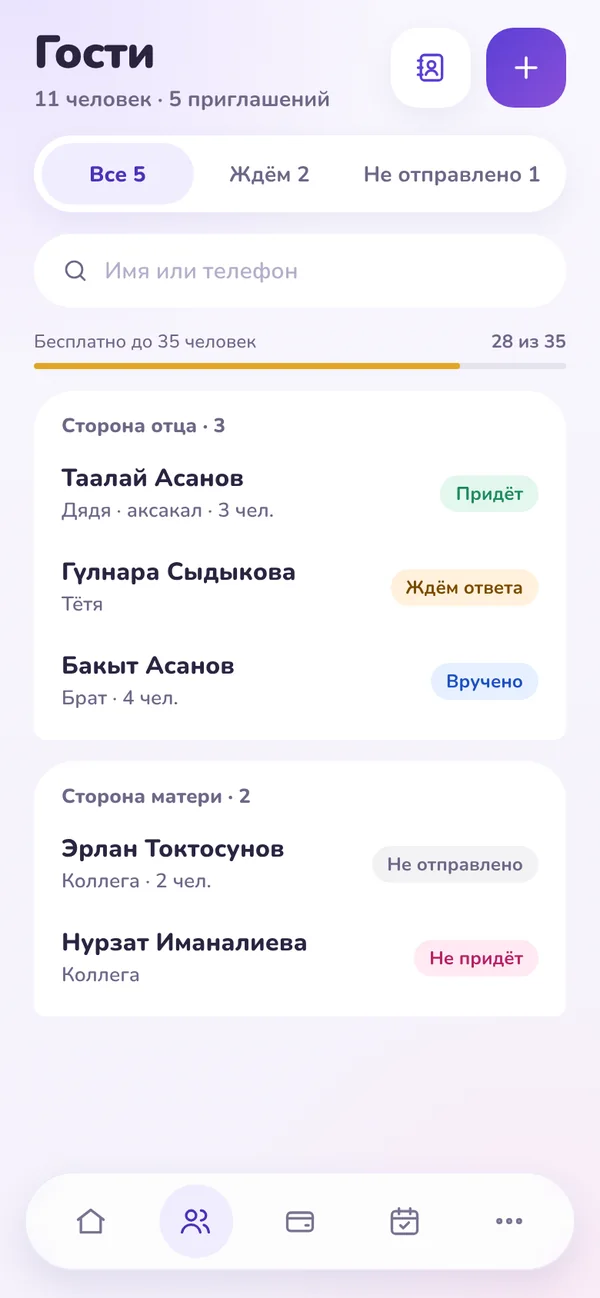 Гости
11 человек · 5 приглашений
Все 5
Ждём 2
Не отправлено 1
Имя или телефон
Бесплатно до 35 человек
28 из 35
Сторона отца · 3
Таалай Асанов
Придёт
Дядя · аксакал · 3 чел.
Гүлнара Сыдыкова
Ждём ответа
Тётя
Бакыт Асанов
Вручено
Брат · 4 чел.
Сторона матери · 2
Эрлан Токтосунов
Не отправлено
Коллега · 2 чел.
Нурзат Иманалиева
Не придёт
Коллега